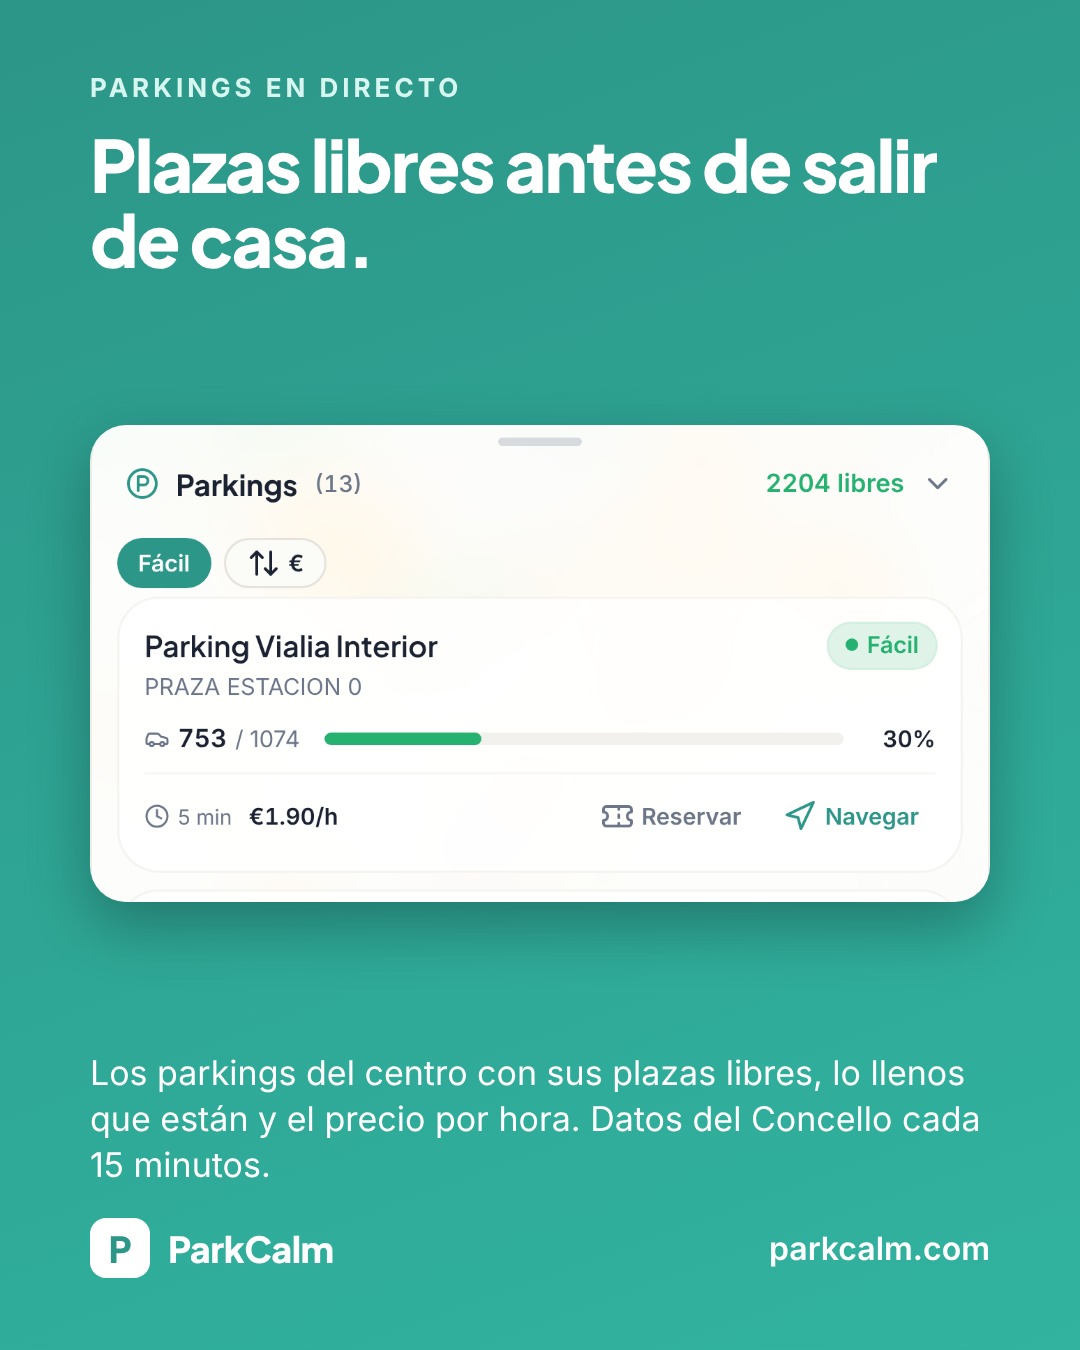 PARKINGS EN DIRECTO
Plazas libres antes de salir
de casa.
Parkings (13)
2204 libres
Fácil
€
Parking Vialia Interior
Fácil
PRAZA ESTACION 0
753 / 1074
30%
5 min €1.90/h
Reservar
Navegar
Los parkings del centro con sus plazas libres, lo llenos
que están y el precio por hora. Datos del Concello cada
15 minutos.
P ParkCalm
parkcalm.com